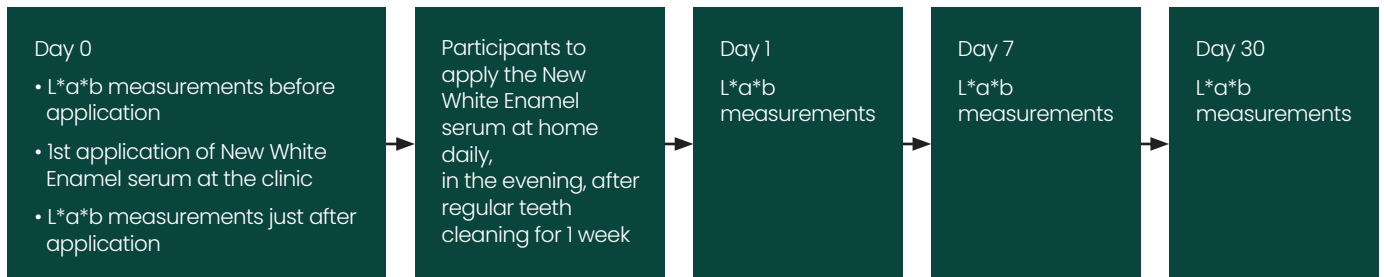 Day 0
• L*a*b measurements before
application
• 1st application of New White
Enamel serum at the clinic
• L*a*b measurements just after
application
Participants to
apply the New
White Enamel
serum at home
daily,
in the evening, after
regular teeth
cleaning for 1 week
Day 1
L*a*b
measurements
Day 7
L*a*b
measurements
Day 30
L*a*b
measurements